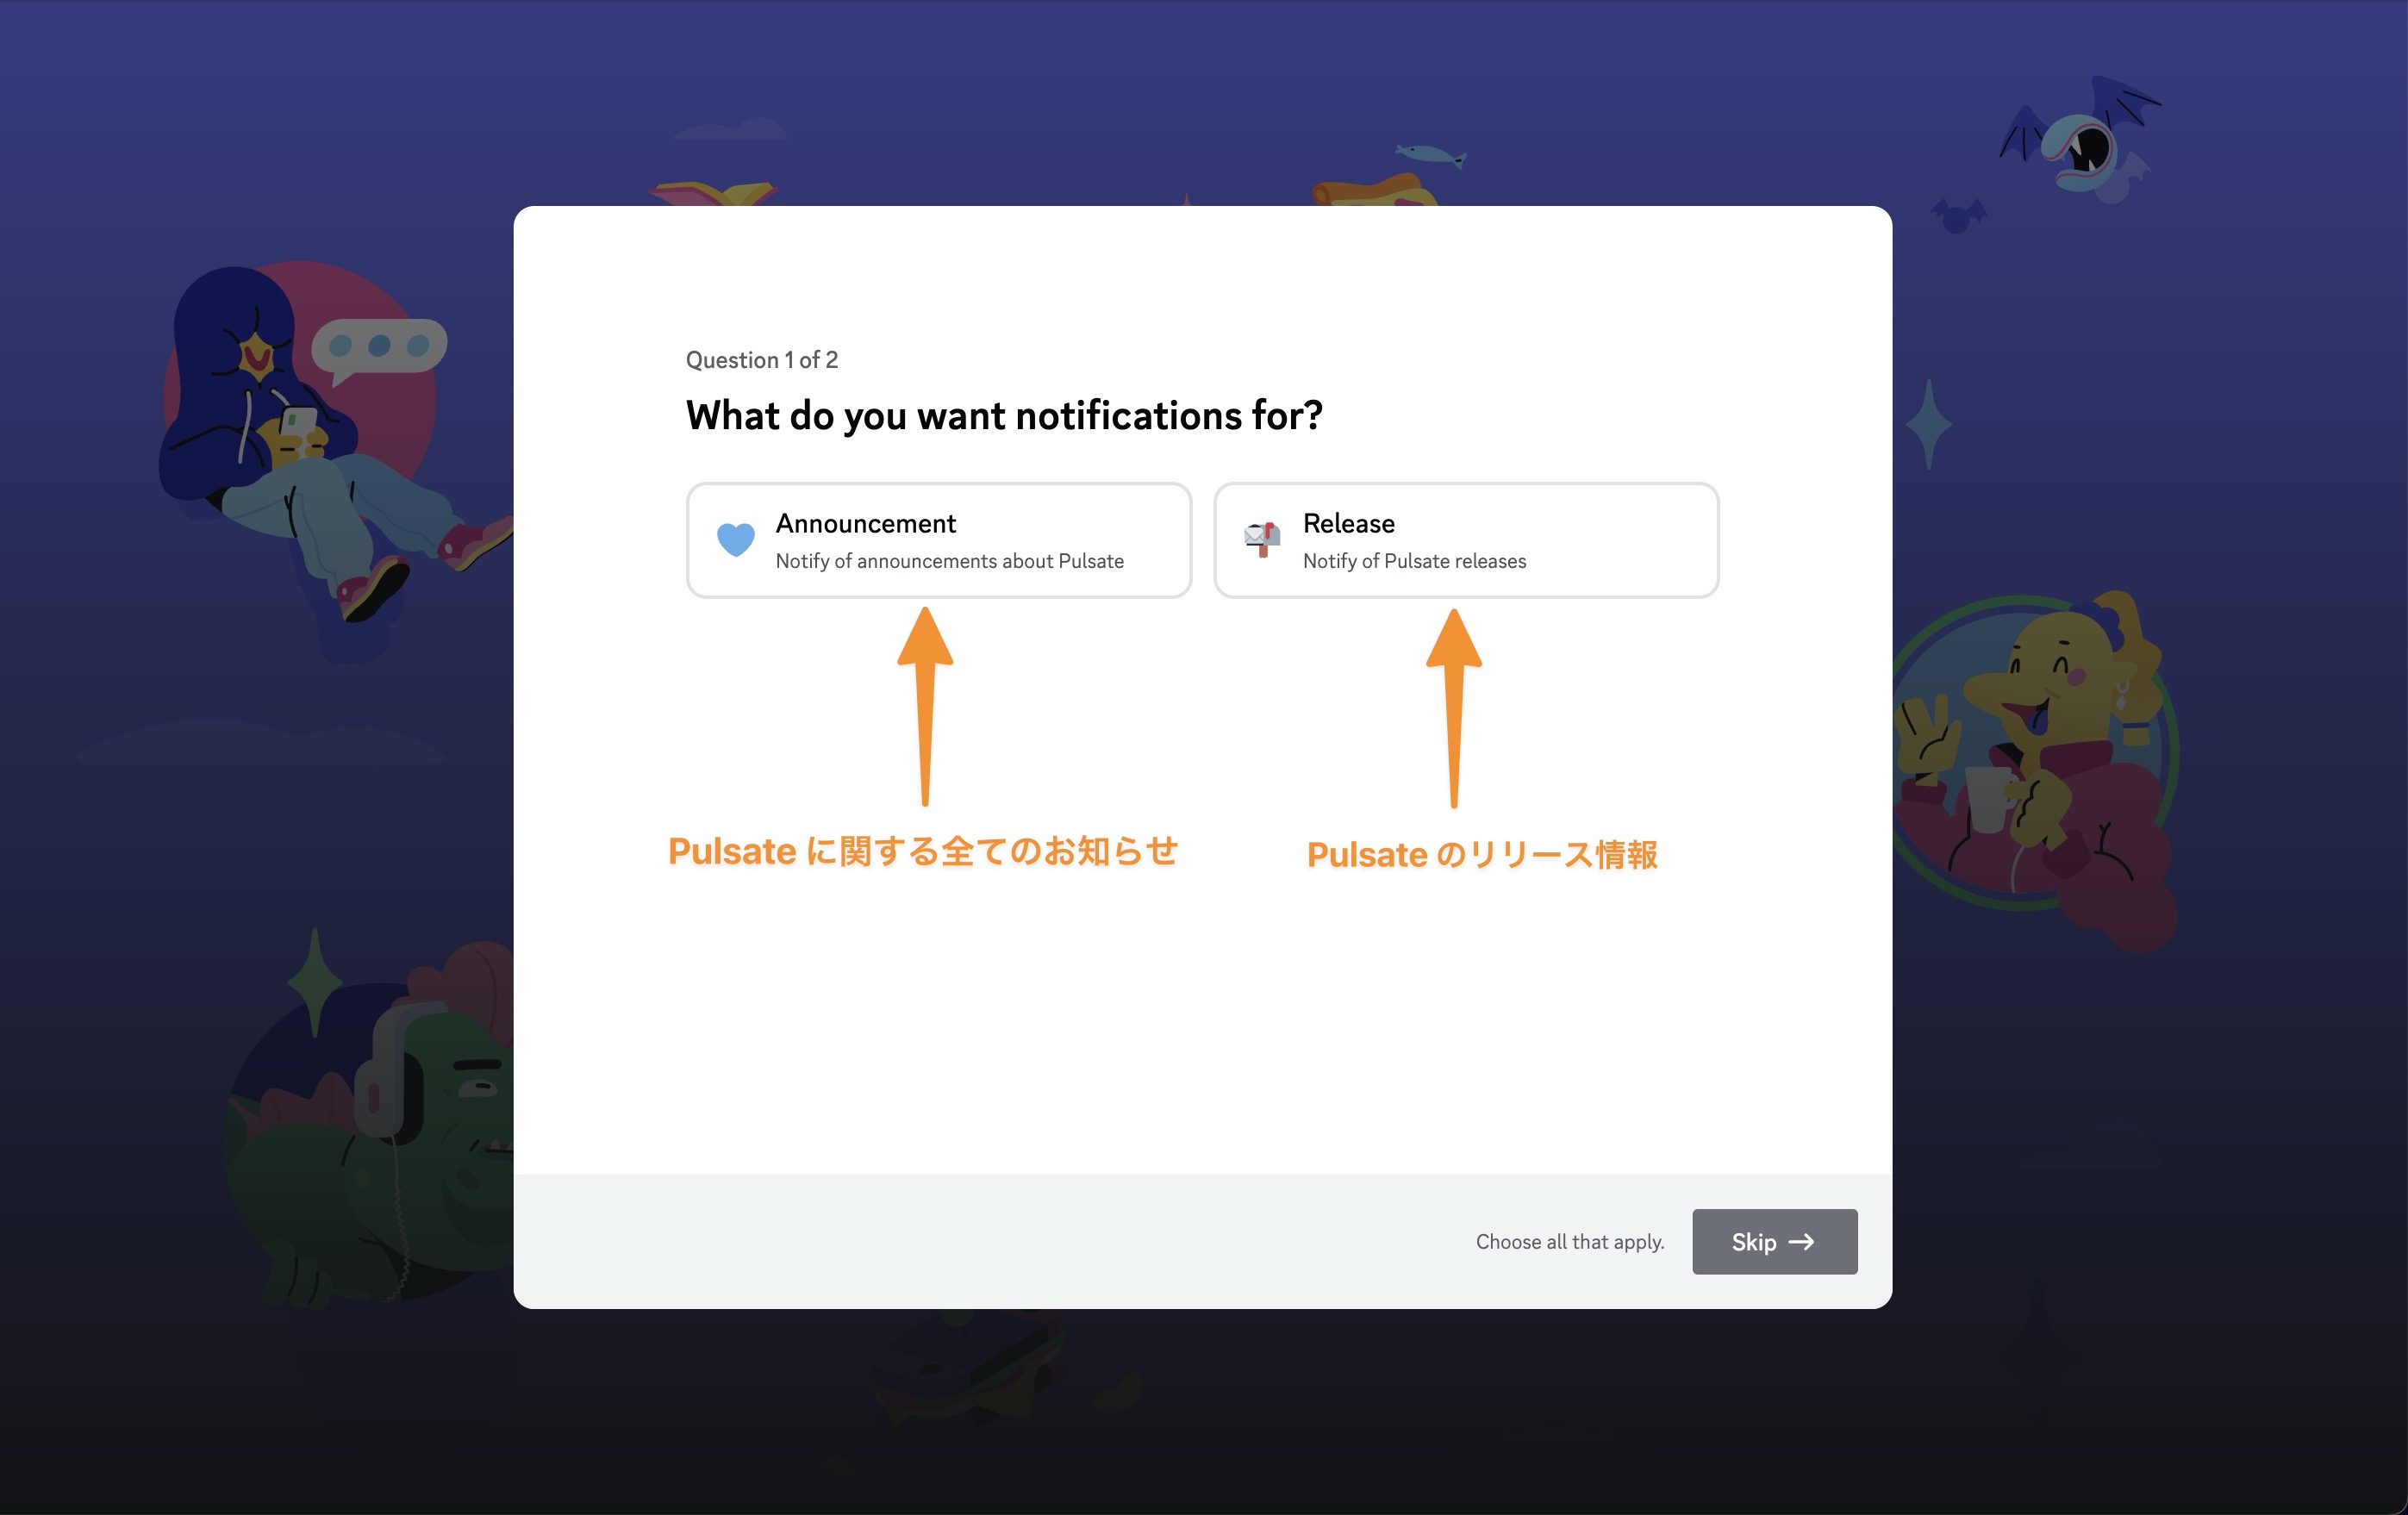 Question 1 of 2
What do you want notifications for?
Announcement
Notify of announcements about Pulsate
Release
Notify of Pulsate releases
Pulsate に関する全てのお知らせ
Pulsate のリリース情報
Choose all that apply.
Skip →